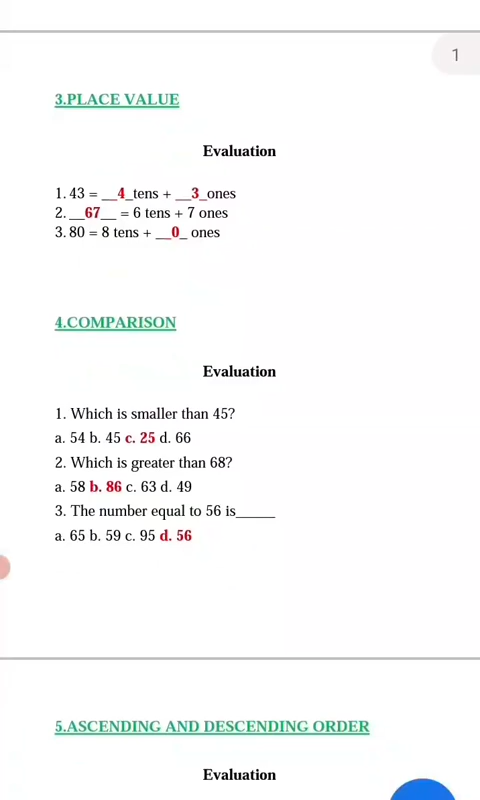 1
3.PLACE VALUE
Evaluation
1. 43 = __4_tens + __3_ones
2. __67__ = 6 tens + 7 ones
3. 80 = 8 tens + __0_ ones
4.COMPARISON
Evaluation
1. Which is smaller than 45?
a. 54 b. 45 c. 25 d. 66
2. Which is greater than 68?
a. 58 b. 86 c. 63 d. 49
3. The number equal to 56 is_____
a. 65 b. 59 c. 95 d. 56
5.ASCENDING AND DESCENDING ORDER
Evaluation